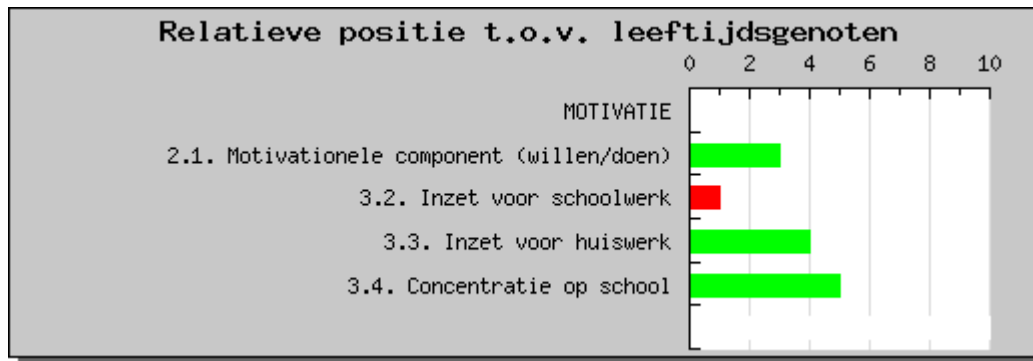 Relatieve positie t.o.v. leeftijdsgenoten
0 2 4 6 8 10
MOTIVATIE
2.1. Motivationele component (willen/doen)
3.2. Inzet voor schoolwerk
3.3. Inzet voor huiswerk
3.4. Concentratie op school